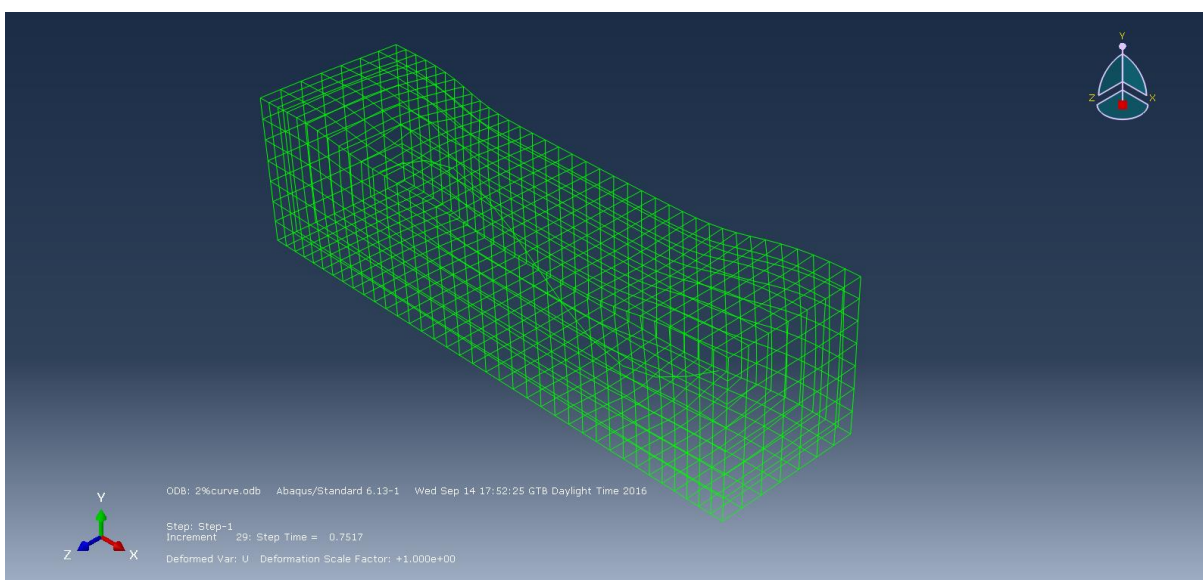 Y
Z
X
ODB: 2%curve.odb    Abaqus/Standard 6.13-1    Wed Sep 14 17:52:25 GTB Daylight Time 2016
Y
Z
X
Step: Step-1
Increment    29: Step Time =    0.7517
Deformed Var: U   Deformation Scale Factor: +1.000e+00